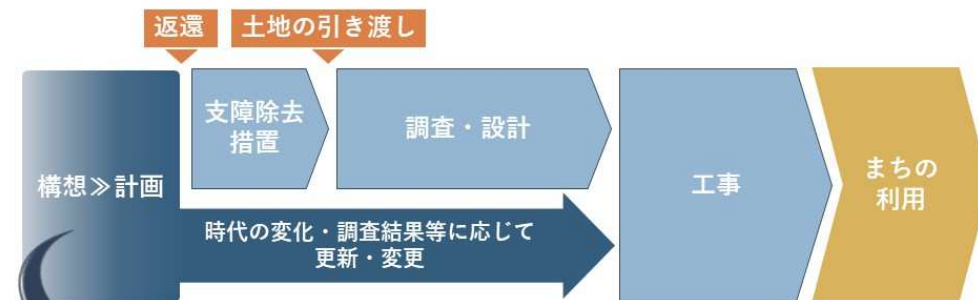 返還
土地の引き渡し
支障除去
措置
調査・設計
構想≫計画
工事
まちの
利用
時代の変化・調査結果等に応じて
更新・変更